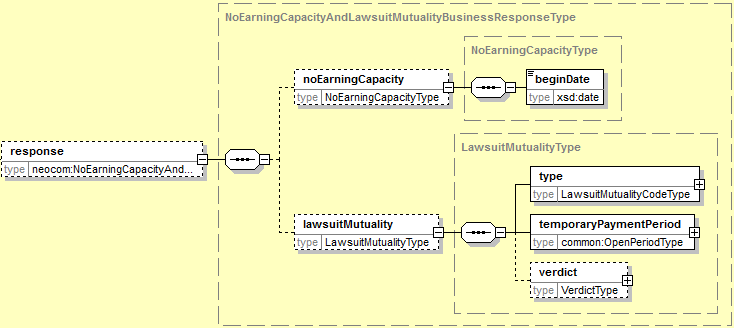 NoEarningCapacityAndLawsuitMutualityBusinessResponseType
NoEarningCapacityType
noEarningCapacity
type NoEarningCapacityType
beginDate
type xsd:date
response
type neocom:NoEarningCapacityAnd...
LawsuitMutualityType
type
type LawsuitMutualityCodeType
lawsuitMutuality
type LawsuitMutualityType
temporaryPaymentPeriod
type common:OpenPeriodType
verdict
type VerdictType